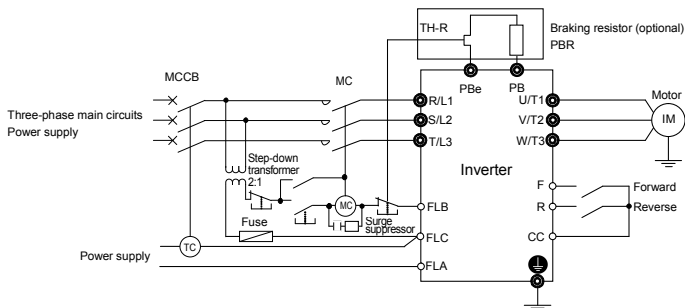 TH-R
Braking resistor (optional)
PBR
MCCB
MC
PBe
PB
Motor
Three-phase main circuits
Power supply
R/L1
S/L2
T/L3
U/T1
V/T2
W/T3
IM
Step-down
transformer
2:1
Inverter
F
Forward
R
Reverse
MC
FLB
Surge
suppressor
Fuse
FLC
CC
Power supply
TC
FLA